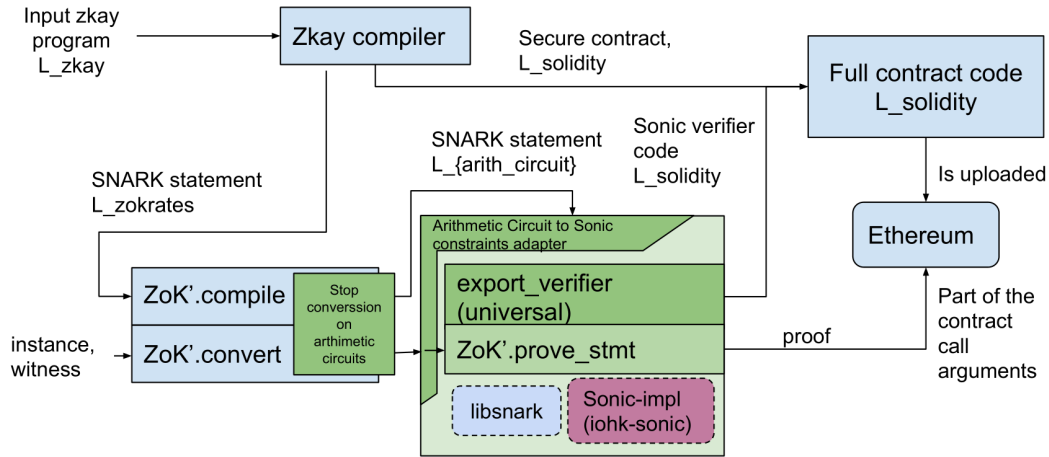 Input zkay
program
L_zkay
Zkay compiler
Secure contract,
L_solidity
Full contract code
L_solidity
SNARK statement
L_{arith_circuit}
Sonic verifier
code
L_solidity
SNARK statement
L_zokrates
Is uploaded
Arithmetic Circuit to Sonic
constraints adapter
Ethereum
ZoK’.compile
Stop
converssion
on
arthimetic
circuits
export_verifier
(universal)
Part of the
contract
call
arguments
instance,
witness
ZoK’.convert
ZoK’.prove_stmt
proof
libsnark
Sonic-impl
(iohk-sonic)